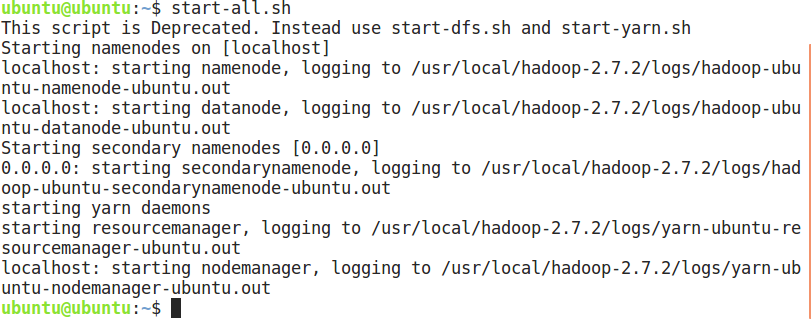 ubuntu@ubuntu:~$ start-all.sh
This script is Deprecated. Instead use start-dfs.sh and start-yarn.sh
Starting namenodes on [localhost]
localhost: starting namenode, logging to /usr/local/hadoop-2.7.2/logs/hadoop-ubu
ntu-namenode-ubuntu.out
localhost: starting datanode, logging to /usr/local/hadoop-2.7.2/logs/hadoop-ubu
ntu-datanode-ubuntu.out
Starting secondary namenodes [0.0.0.0]
0.0.0.0: starting secondarynamenode, logging to /usr/local/hadoop-2.7.2/logs/had
oop-ubuntu-secondarynamenode-ubuntu.out
starting yarn daemons
starting resourcemanager, logging to /usr/local/hadoop-2.7.2/logs/yarn-ubuntu-re
sourcemanager-ubuntu.out
localhost: starting nodemanager, logging to /usr/local/hadoop-2.7.2/logs/yarn-ub
untu-nodemanager-ubuntu.out
ubuntu@ubuntu:~$